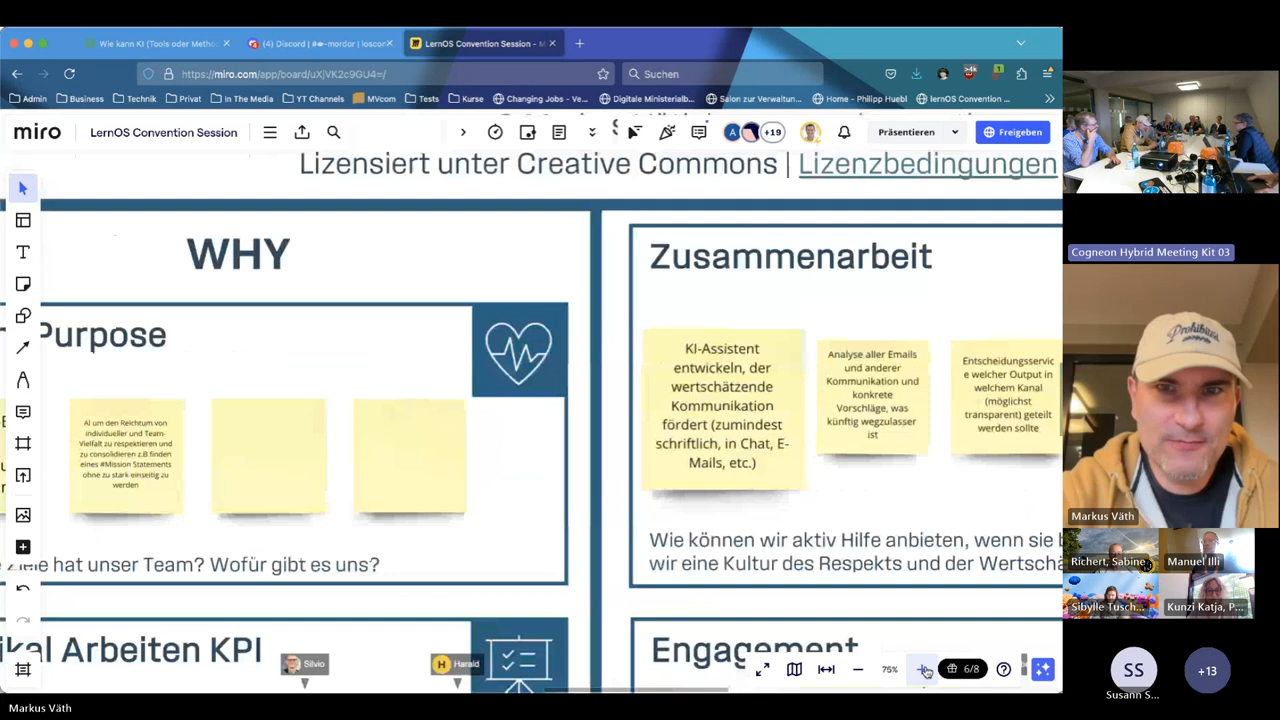 Wie kann KI (Tools oder Metho
(4) Discord | #👁-mordor | loscor
LernOS Convention Session - M
https://miro.com/app/board/uXjVK2c9GU4=/
Suchen
Admin
Business
Technik
Privat
In The Media
YT Channels
MVcom
Tests
Kurse
Changing Jobs - Ve...
Digitale Ministerialb...
Salon zur Verwaltun...
Home - Philipp Huebl
lernOS Convention ...
miro
LernOS Convention Session
A
+19
Präsentieren
Freigeben
Lizensiert unter Creative Commons | Lizenzbedingungen
WHY
Purpose
AI um den Reichtum von
individueller und Team-
Vielfalt zu respektieren und
zu consolidieren z.B finden
eines #Mission Statements
ohne zu stark einseitig zu
werden
Ziele hat unser Team? Wofür gibt es uns?
kal Arbeiten KPI
Silvio
H Harald
Zusammenarbeit
KI-Assistent
entwickeln, der
wertschätzende
Kommunikation
fördert (zumindest
schriftlich, in Chat, E-
Mails, etc.)
Analyse aller Emails
und anderer
Kommunikation und
konkrete
Vorschläge, was
künftig wegzulasser
ist
Entscheidungsservic
e welcher Output in
welchem Kanal
(möglichst
transparent) geteilt
werden sollte
Wie können wir aktiv Hilfe anbieten, wenn sie b
wir eine Kultur des Respekts und der Wertschä
Engagement
75%
6/8
Cogneon Hybrid Meeting Kit 03
Prohibited
Markus Väth
Richert, Sabine
Manuel Illi
Sibylle Tusch...
Kunzi Katja, P...
SS
Susann S...
+13
Markus Väth